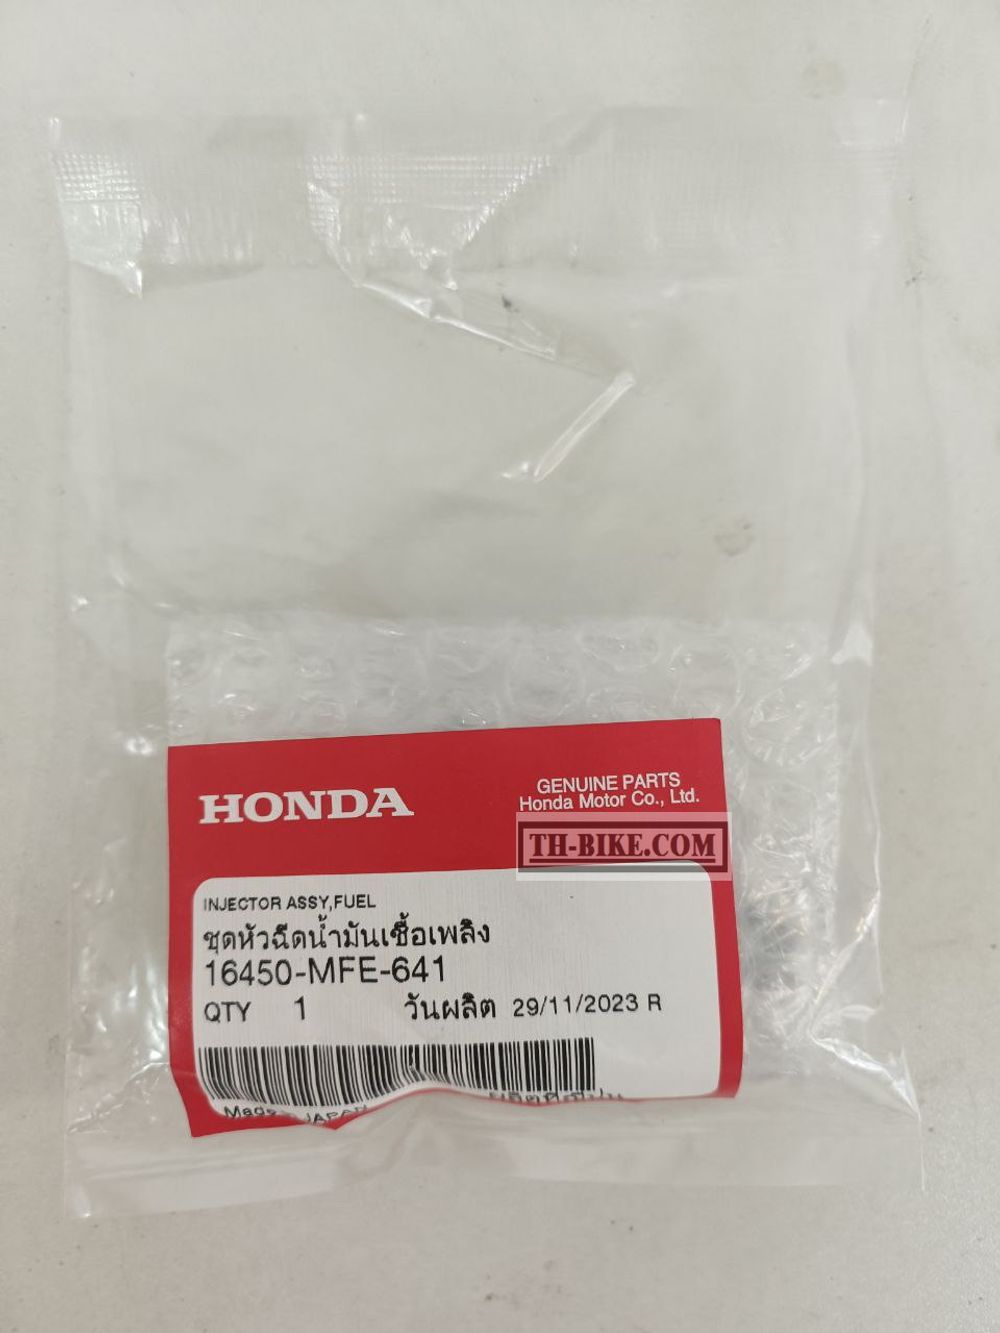 HONDA
GENUINE PARTS
Honda Motor Co., Ltd.
TH-BIKE.COM
INJECTOR ASSY,FUEL
ชุดหัวฉีดน้ำมันเชื้อเพลิง
16450-MFE-641
QTY 1 วันผลิต 29/11/2023 R
Made JAPAN